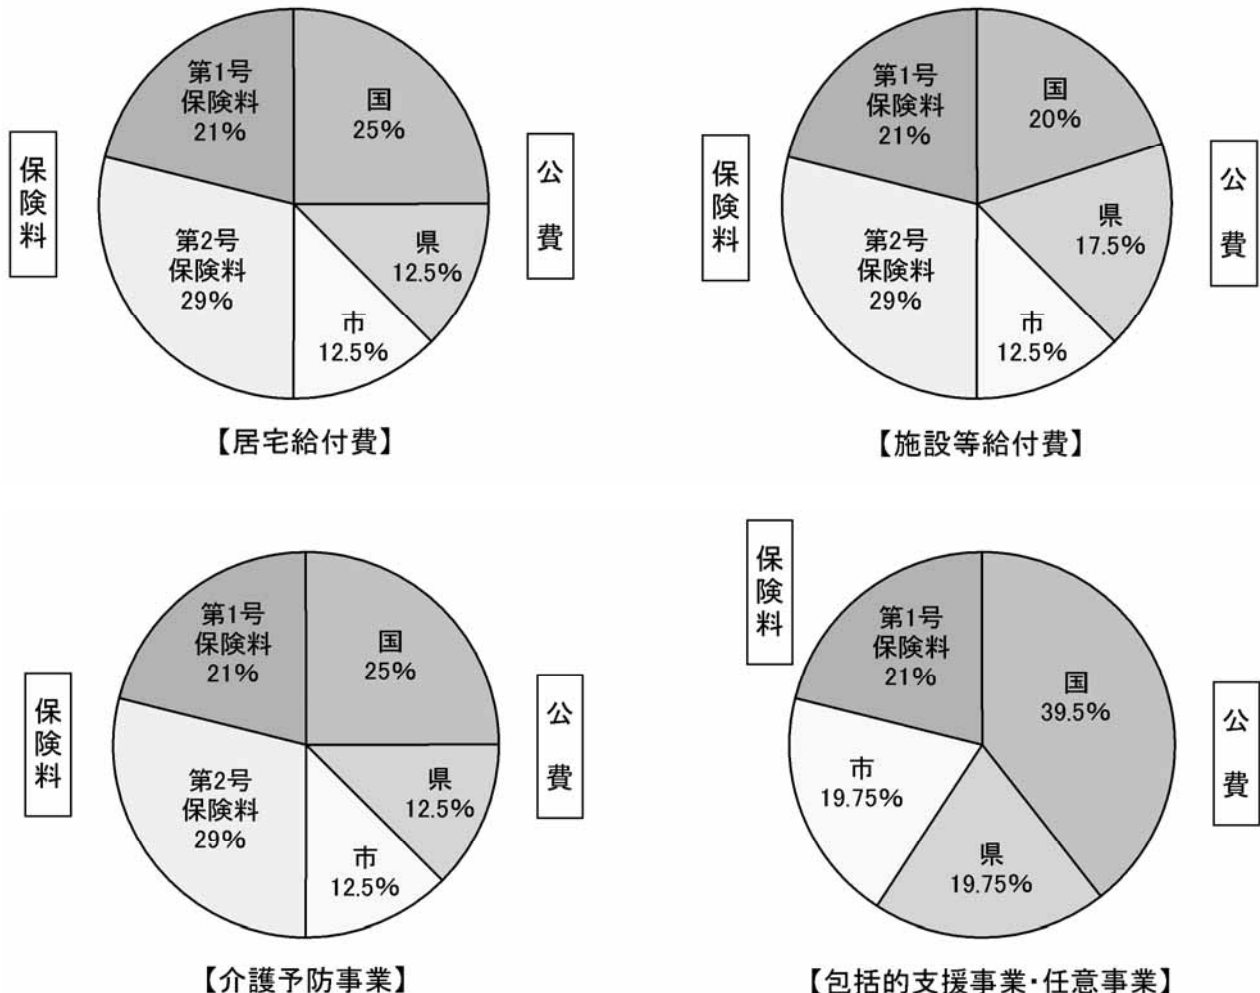 保険料
第1号
保険料
21%
国
25%
第2号
保険料
29%
県
12.5%
市
12.5%
公費
【居宅給付費】
保険料
第1号
保険料
21%
国
20%
第2号
保険料
29%
県
17.5%
市
12.5%
公費
【施設等給付費】
保険料
第1号
保険料
21%
国
25%
第2号
保険料
29%
県
12.5%
市
12.5%
公費
【介護予防事業】
保険料
第1号
保険料
21%
国
39.5%
市
19.75%
県
19.75%
公費
【包括的支援事業・任意事業】